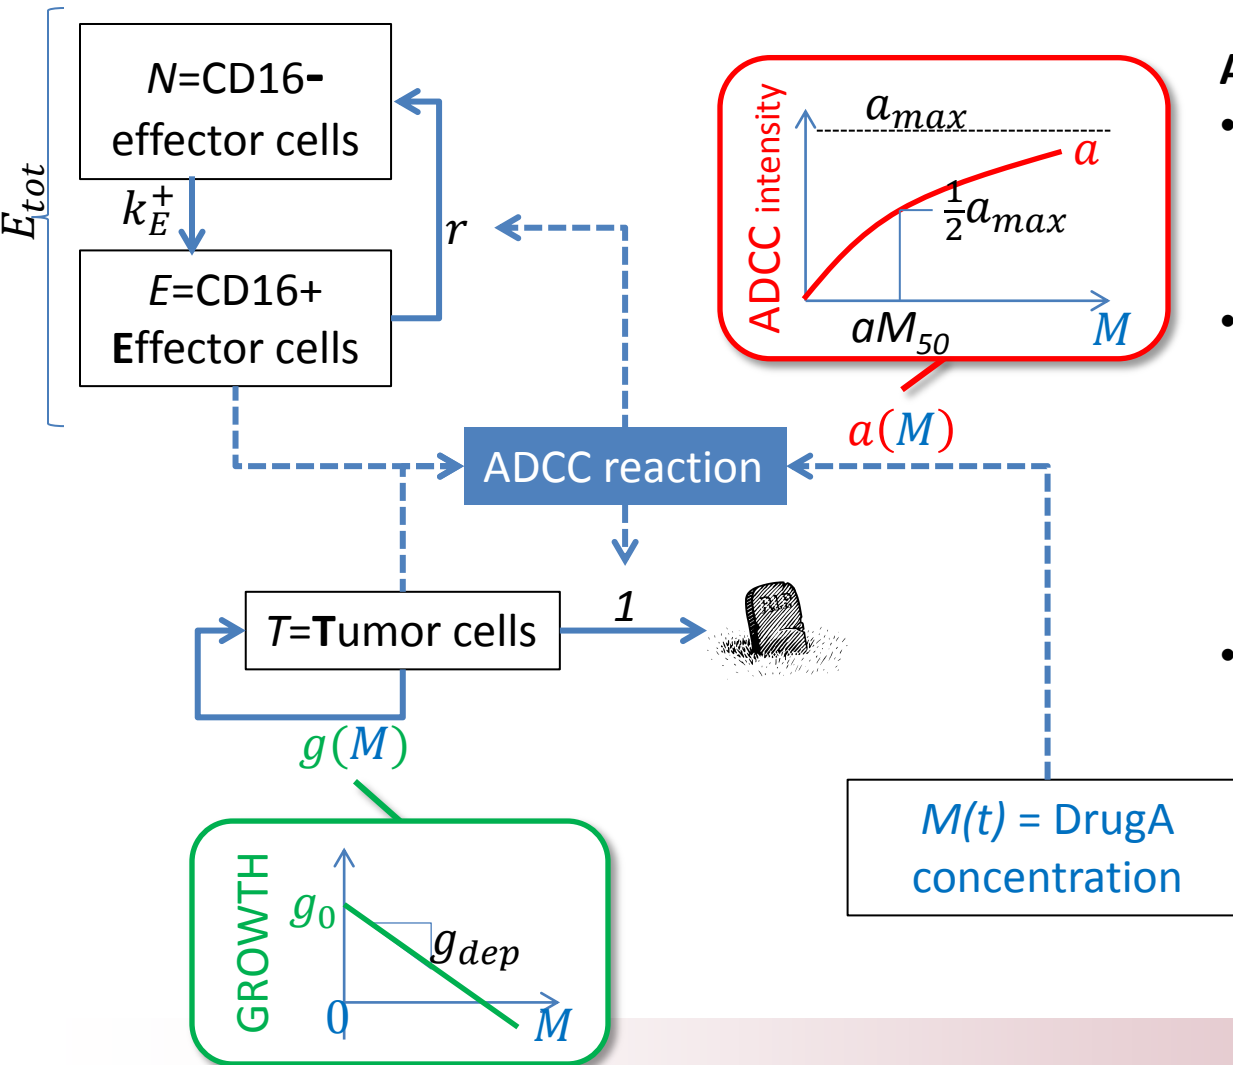 N=CD16-
effector cells
E_tot
k_E^+
r
E=CD16+
Effector cells
ADCC intensity
a_max
a
½a_max
aM_50
M
a(M)
ADCC reaction
1
T=Tumor cells
RIP
g(M)
M(t) = DrugA
concentration
GROWTH
g_0
g_dep
0
M
A
•
•
•